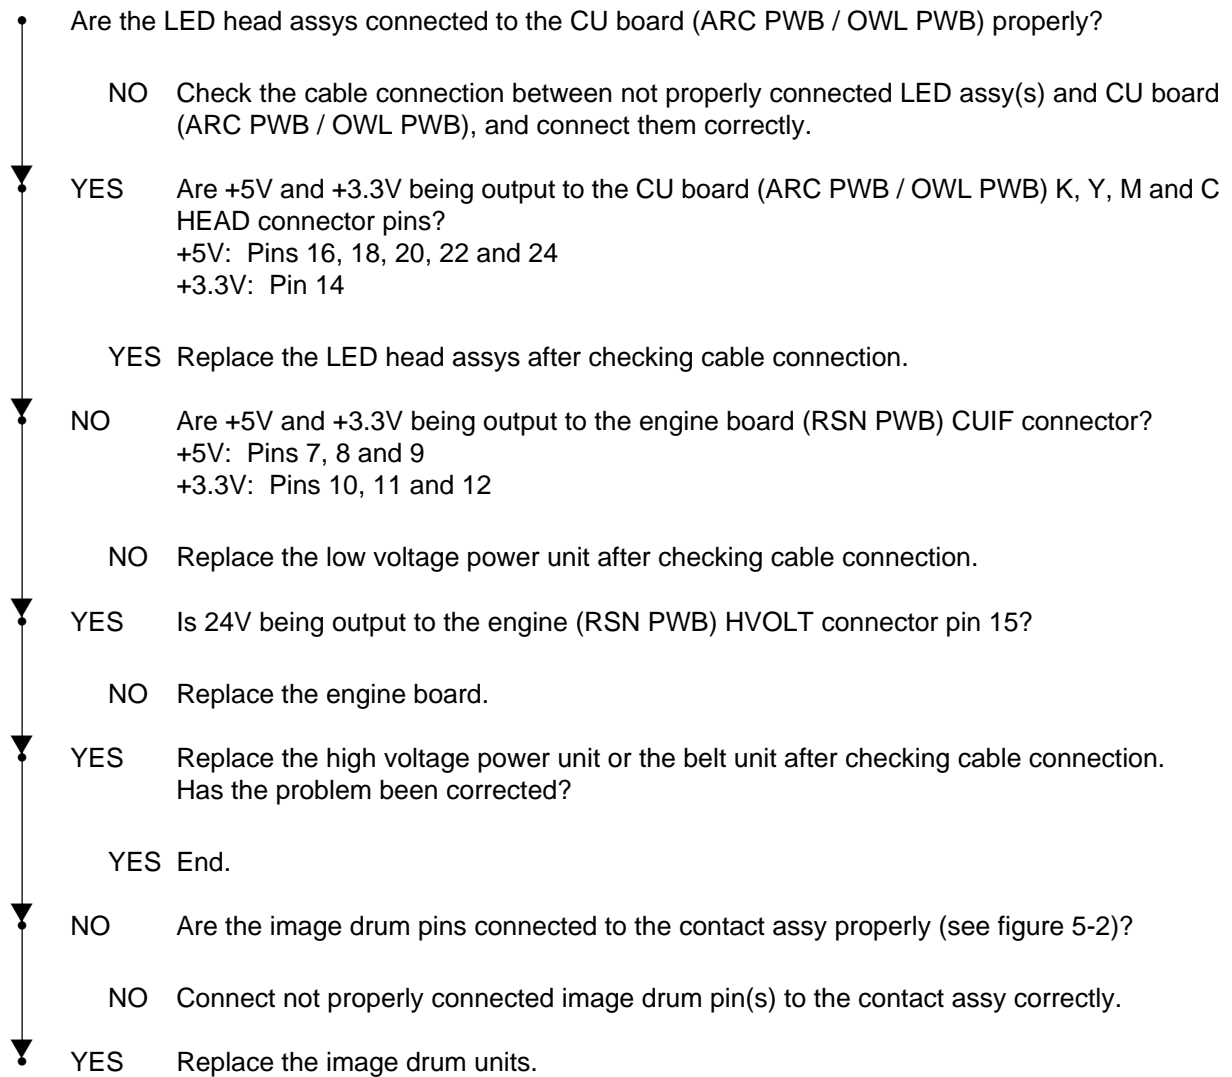 Are the LED head assys connected to the CU board (ARC PWB / OWL PWB) properly?
NO Check the cable connection between not properly connected LED assy(s) and CU board
(ARC PWB / OWL PWB), and connect them correctly.
YES Are +5V and +3.3V being output to the CU board (ARC PWB / OWL PWB) K, Y, M and C
HEAD connector pins?
+5V: Pins 16, 18, 20, 22 and 24
+3.3V: Pin 14
YES Replace the LED head assys after checking cable connection.
NO Are +5V and +3.3V being output to the engine board (RSN PWB) CUIF connector?
+5V: Pins 7, 8 and 9
+3.3V: Pins 10, 11 and 12
NO Replace the low voltage power unit after checking cable connection.
YES Is 24V being output to the engine (RSN PWB) HVOLT connector pin 15?
NO Replace the engine board.
YES Replace the high voltage power unit or the belt unit after checking cable connection.
Has the problem been corrected?
YES End.
NO Are the image drum pins connected to the contact assy properly (see figure 5-2)?
NO Connect not properly connected image drum pin(s) to the contact assy correctly.
YES Replace the image drum units.